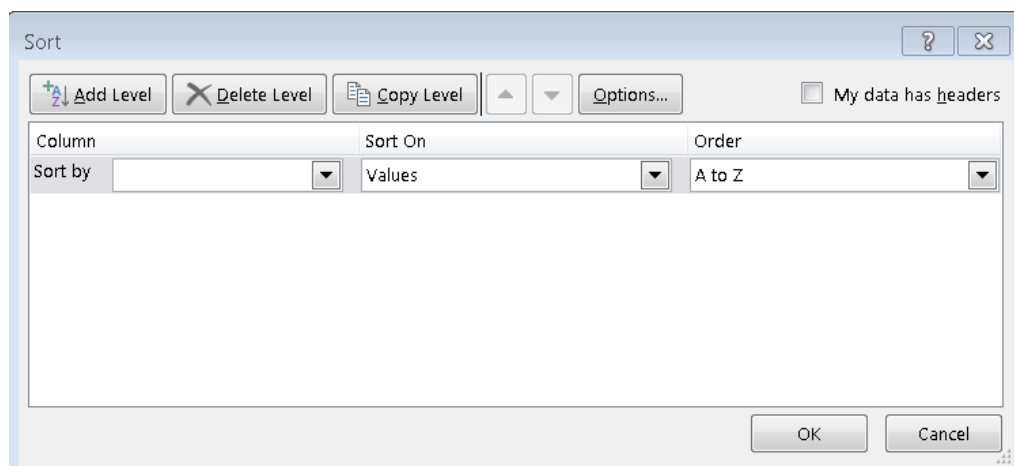 Sort
Add Level Delete Level Copy Level Options... My data has headers
Column Sort On Order
Sort by Values A to Z
OK Cancel